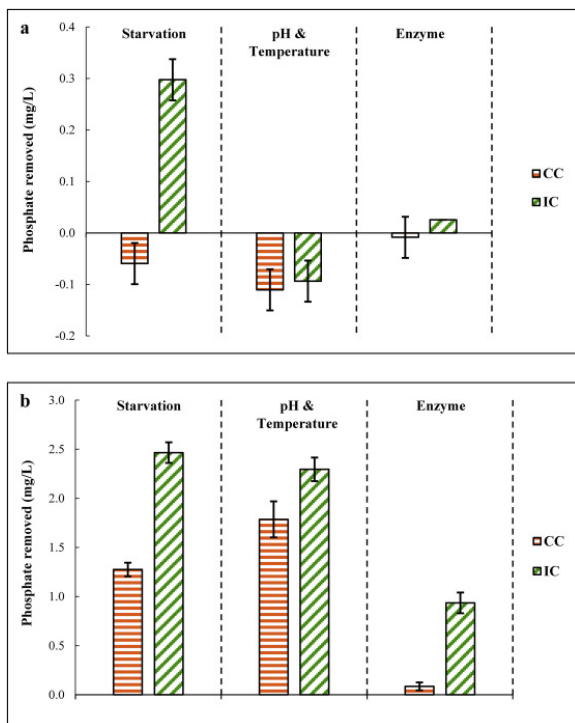 a
Starvation
pH &
Temperature
Enzyme
Phosphate removed (mg/L)
0.4
0.3
0.2
0.1
0.0
-0.1
-0.2
CC
IC
b
Starvation
pH &
Temperature
Enzyme
Phosphate removed (mg/L)
3.0
2.5
2.0
1.5
1.0
0.5
0.0
CC
IC